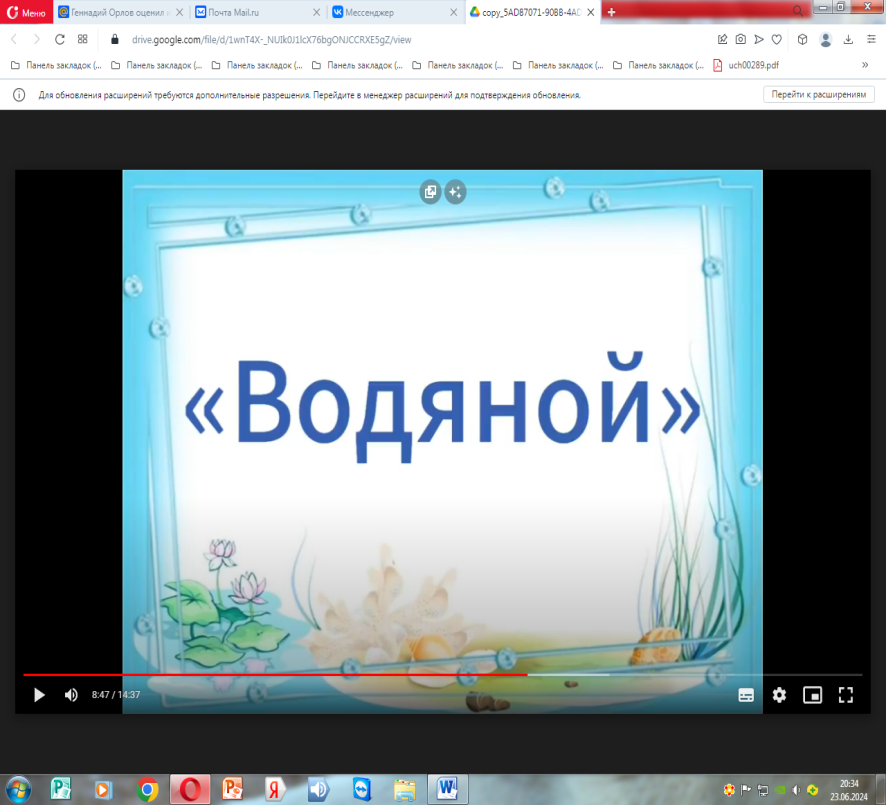 Меню
Геннадий Орлов оценил
Почта Mail.ru
Мессенджер
copy_5AD87071-90BB-4AD
drive.google.com/file/d/1wnT4X-_NUIk0J1IcX76bgONJCCRXE5gZ/view
Панель закладок (... Панель закладок (... Панель закладок (... Панель закладок (... Панель закладок (... Панель закладок (... Панель закладок (... uch00289.pdf
Для обновления расширений требуются дополнительные разрешения. Перейдите в менеджер расширений для подтверждения обновления.
Перейти к расширениям
«Водяной»
8:47 / 14:37
20:34
23.06.2024